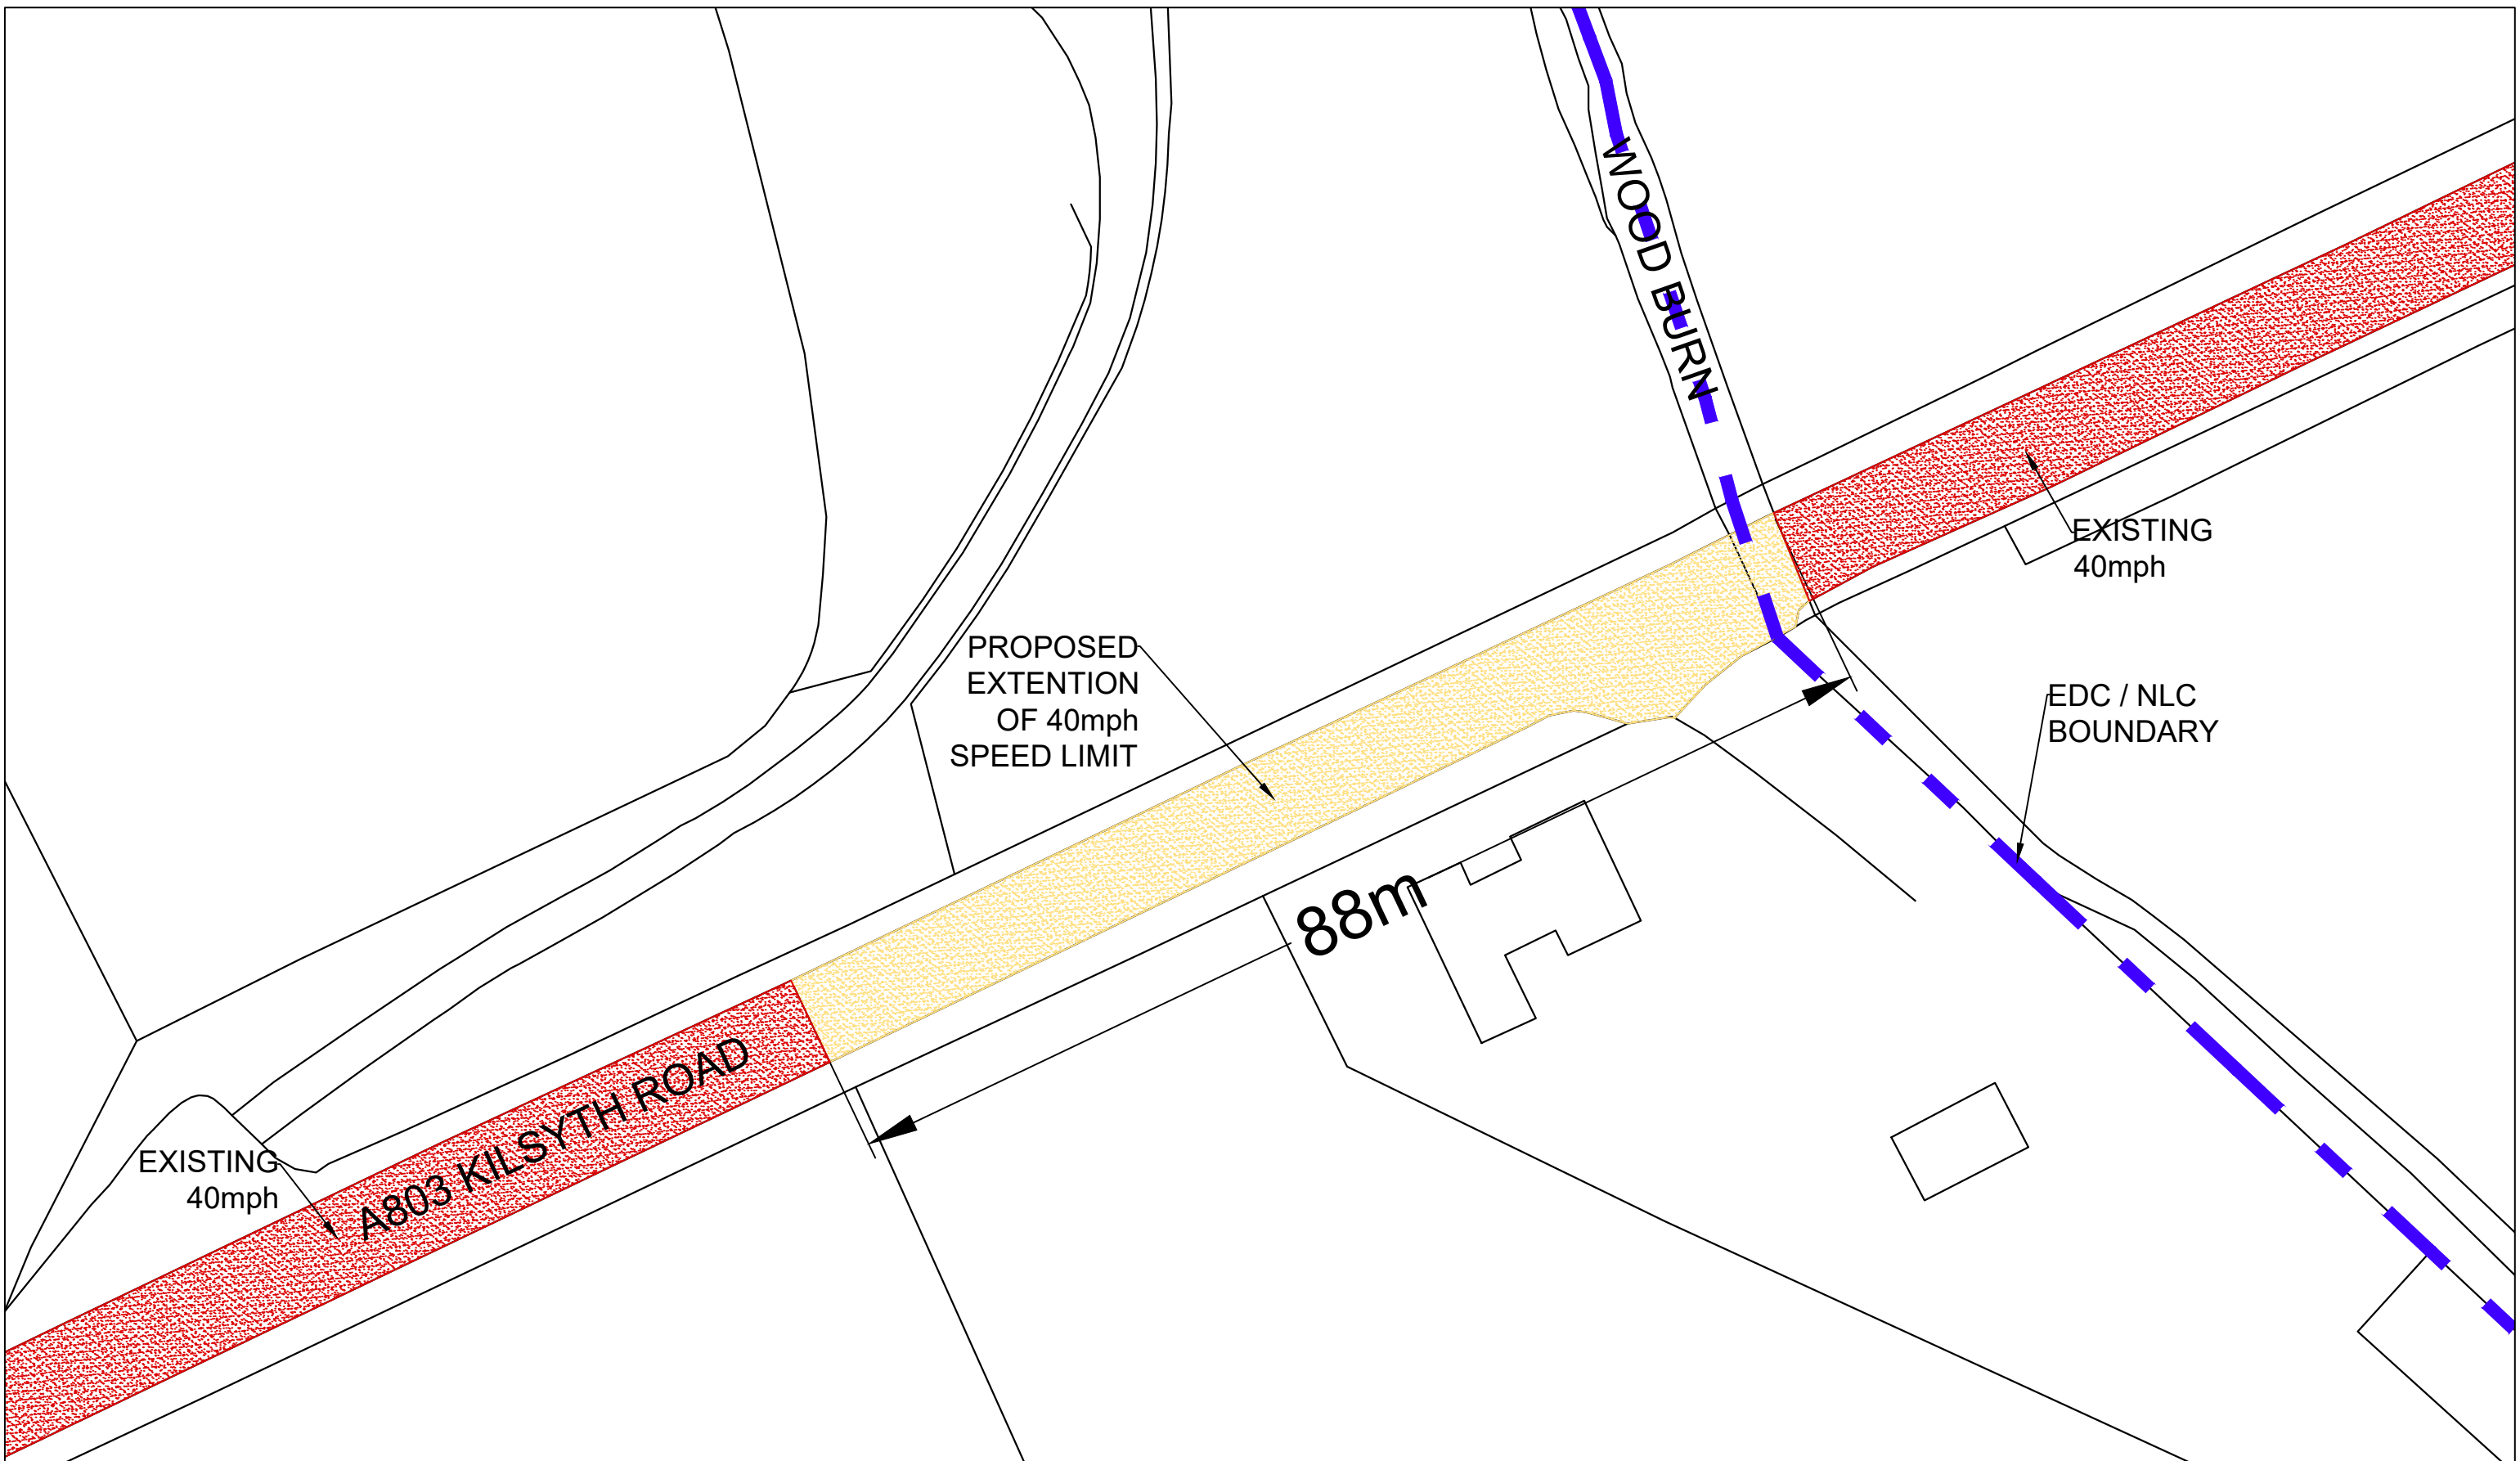 WOOD BURN
EXISTING
40mph
PROPOSED
EXTENTION
OF 40mph
SPEED LIMIT
EDC / NLC
BOUNDARY
88m
A803 KILSYTH ROAD
EXISTING
40mph